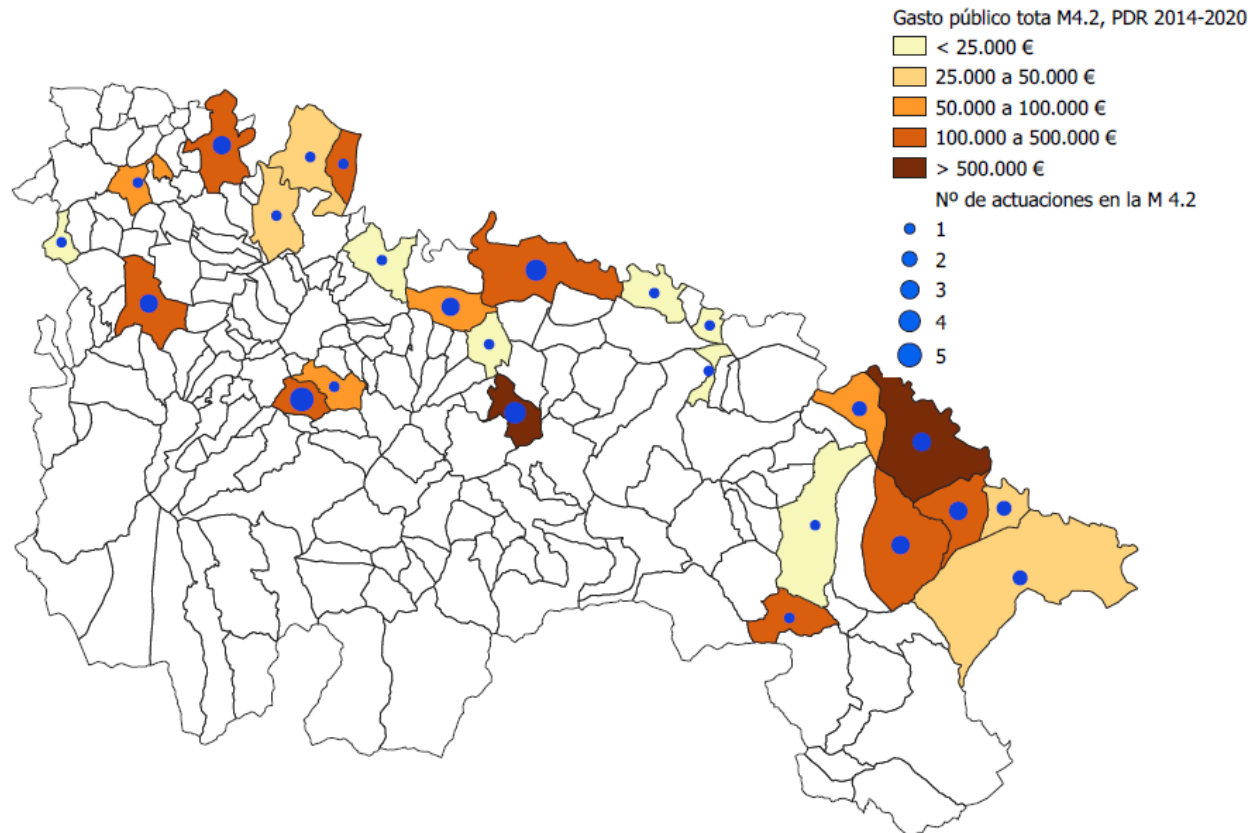 Gasto público tota M4.2, PDR 2014-2020
< 25.000 €
25.000 a 50.000 €
50.000 a 100.000 €
100.000 a 500.000 €
> 500.000 €
Nº de actuaciones en la M 4.2
1
2
3
4
5